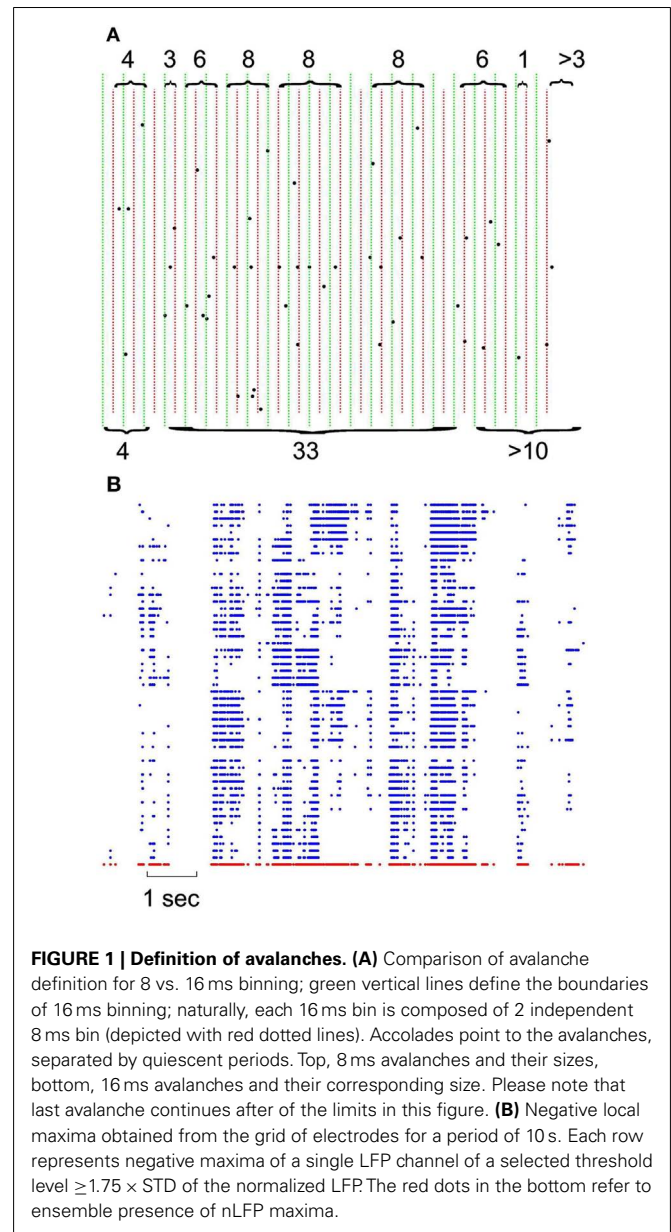 A
4 3 6 8 8 8 6 1 >3
4 33 >10
B
1 sec
FIGURE 1 | Definition of avalanches. (A) Comparison of avalanche
definition for 8 vs. 16 ms binning; green vertical lines define the boundaries
of 16 ms binning; naturally, each 16 ms bin is composed of 2 independent
8 ms bin (depicted with red dotted lines). Accolades point to the avalanches,
separated by quiescent periods. Top, 8 ms avalanches and their sizes,
bottom, 16 ms avalanches and their corresponding size. Please note that
last avalanche continues after of the limits in this figure. (B) Negative local
maxima obtained from the grid of electrodes for a period of 10 s. Each row
represents negative maxima of a single LFP channel of a selected threshold
level ≥1.75 × STD of the normalized LFP. The red dots in the bottom refer to
ensemble presence of nLFP maxima.